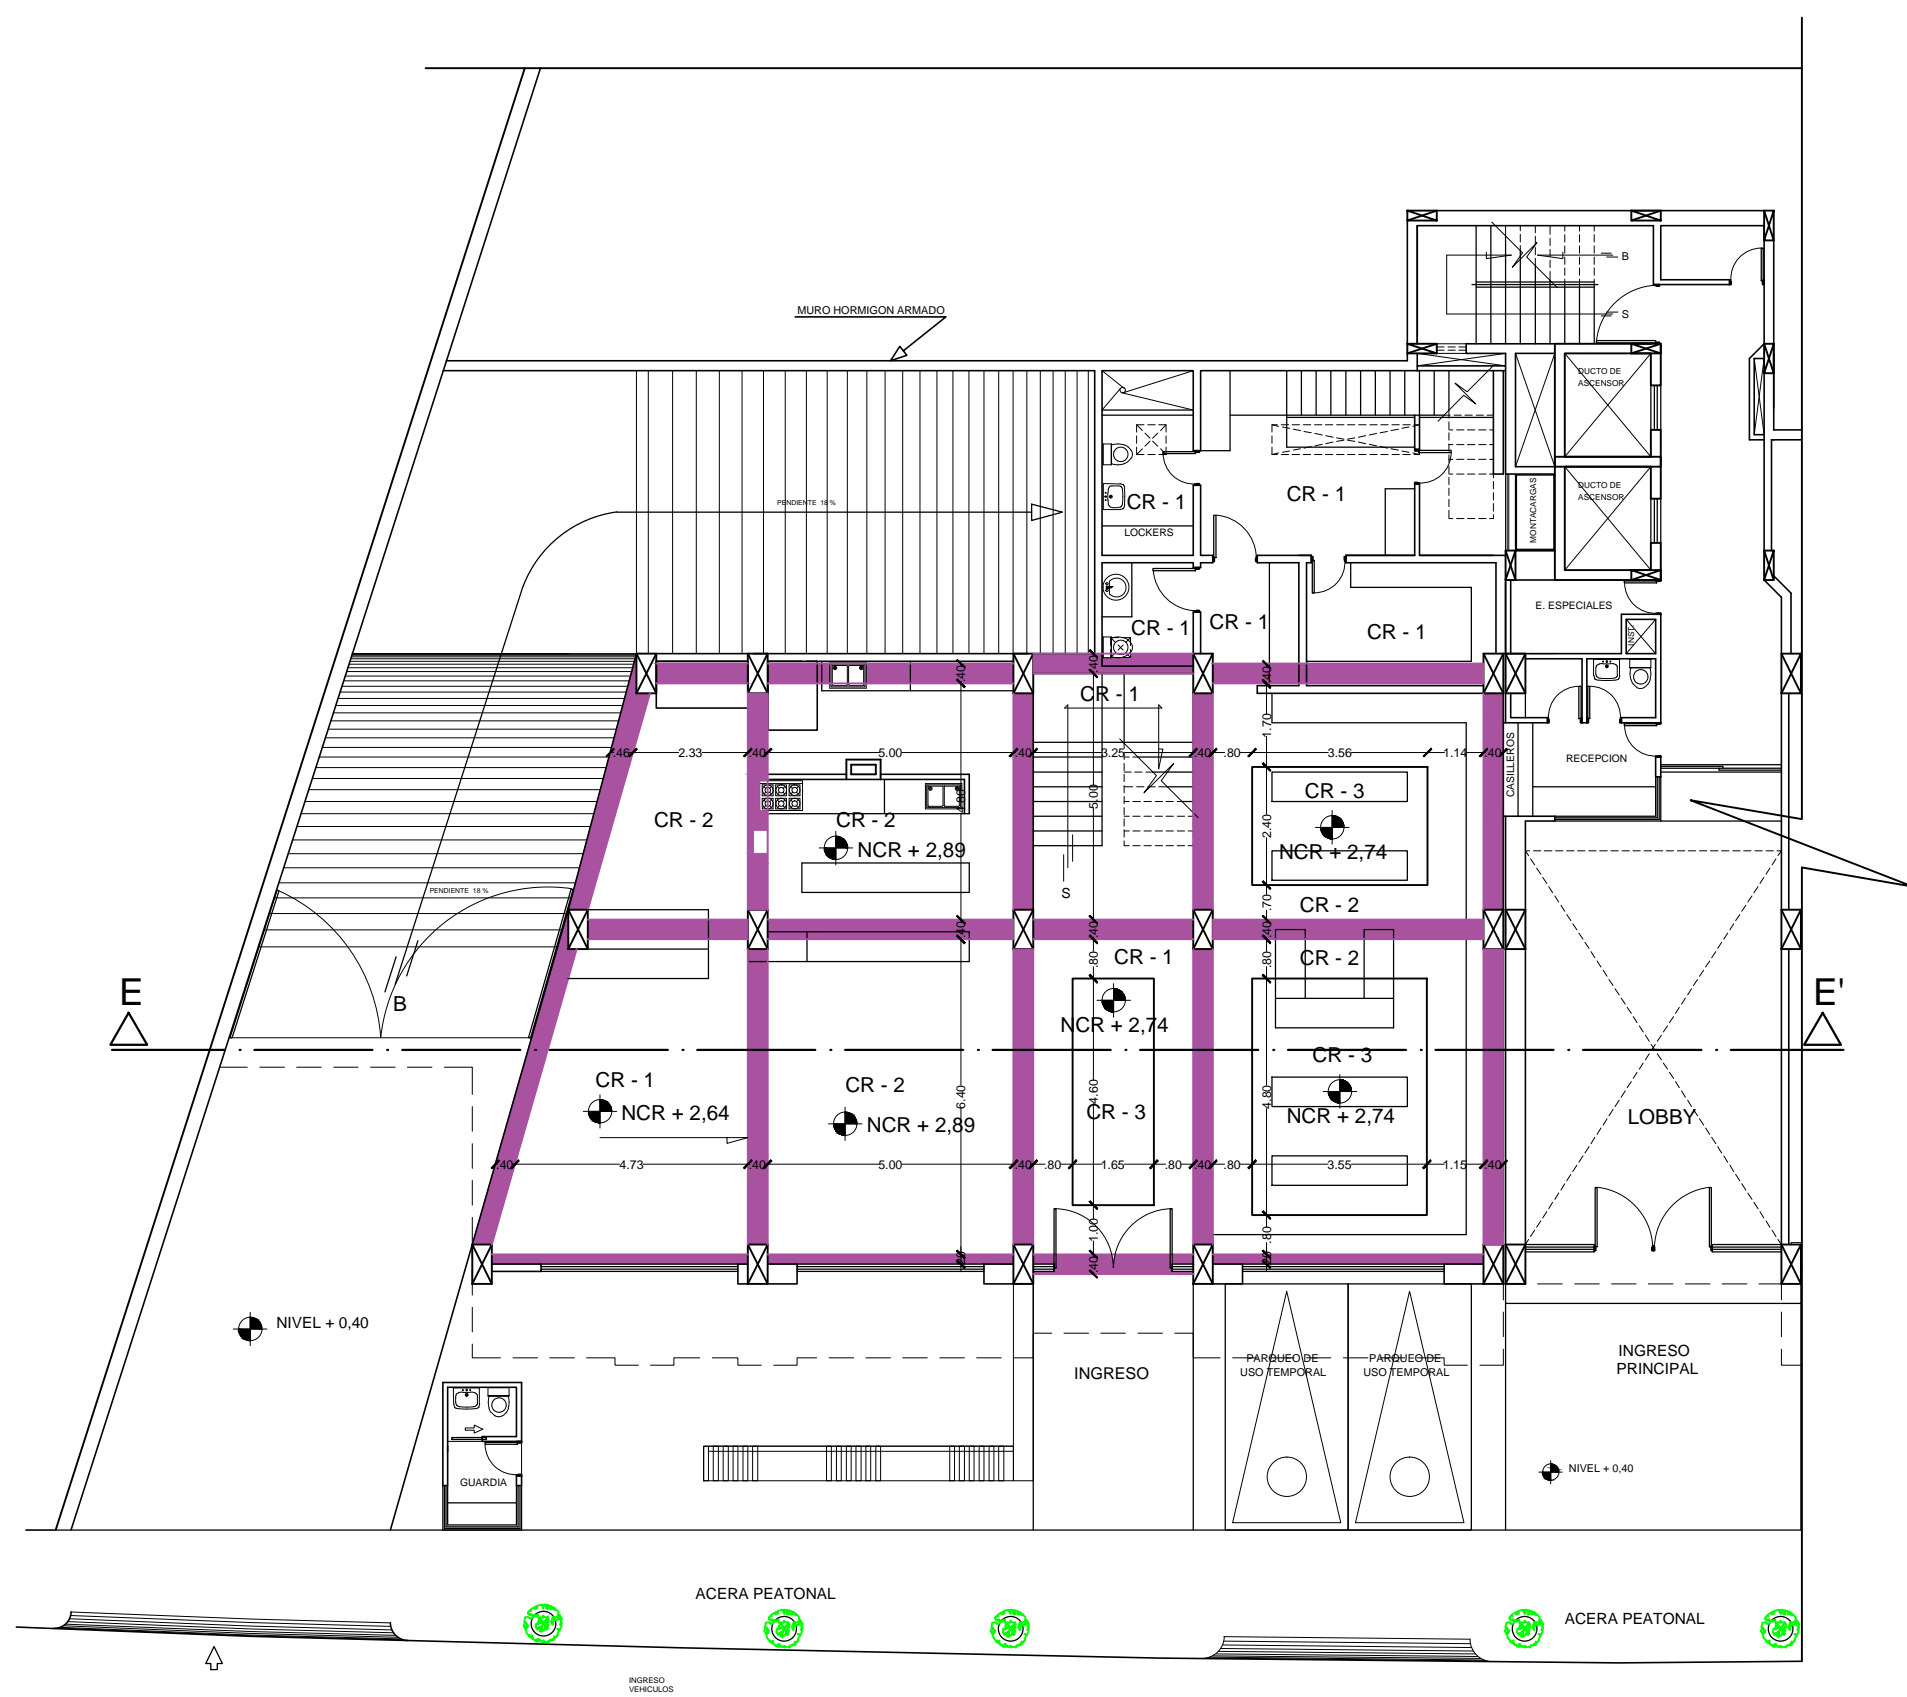 B
MURO HORMIGON ARMADO
S
DUCTO DE
ASCENSOR
PENDIENTE 18 %
CR - 1
CR - 1
DUCTO DE
ASCENSOR
MONTACARGAS
LOCKERS
E. ESPECIALES
CR - 1
CR - 1
CR - 1
INST.
.40
.40
.40
CR - 1
1.70
.46
2.33
.40
5.00
.40
3.25
.40
.80
3.56
1.14
.40
CASILLEROS
RECEPCION
CR - 3
5.00
4.80
CR - 2
CR - 2
2.40
NCR + 2,89
NCR + 2,74
PENDIENTE 18 %
S
.70
CR - 2
.40
.40
.40
.80
CR - 1
.80
CR - 2
E
E'
B
NCR + 2,74
CR - 3
CR - 1
CR - 2
6.40
4.60
4.80
NCR + 2,64
NCR + 2,89
CR - 3
NCR + 2,74
LOBBY
.40
4.73
.40
5.00
.40
.80
1.65
.80
.40
.80
3.55
1.15
.40
1.00
.80
.40
NIVEL + 0,40
INGRESO
PARQUEO DE
USO TEMPORAL
PARQUEO DE
USO TEMPORAL
INGRESO
PRINCIPAL
GUARDIA
NIVEL + 0,40
ACERA PEATONAL
ACERA PEATONAL
INGRESO
VEHICULOS